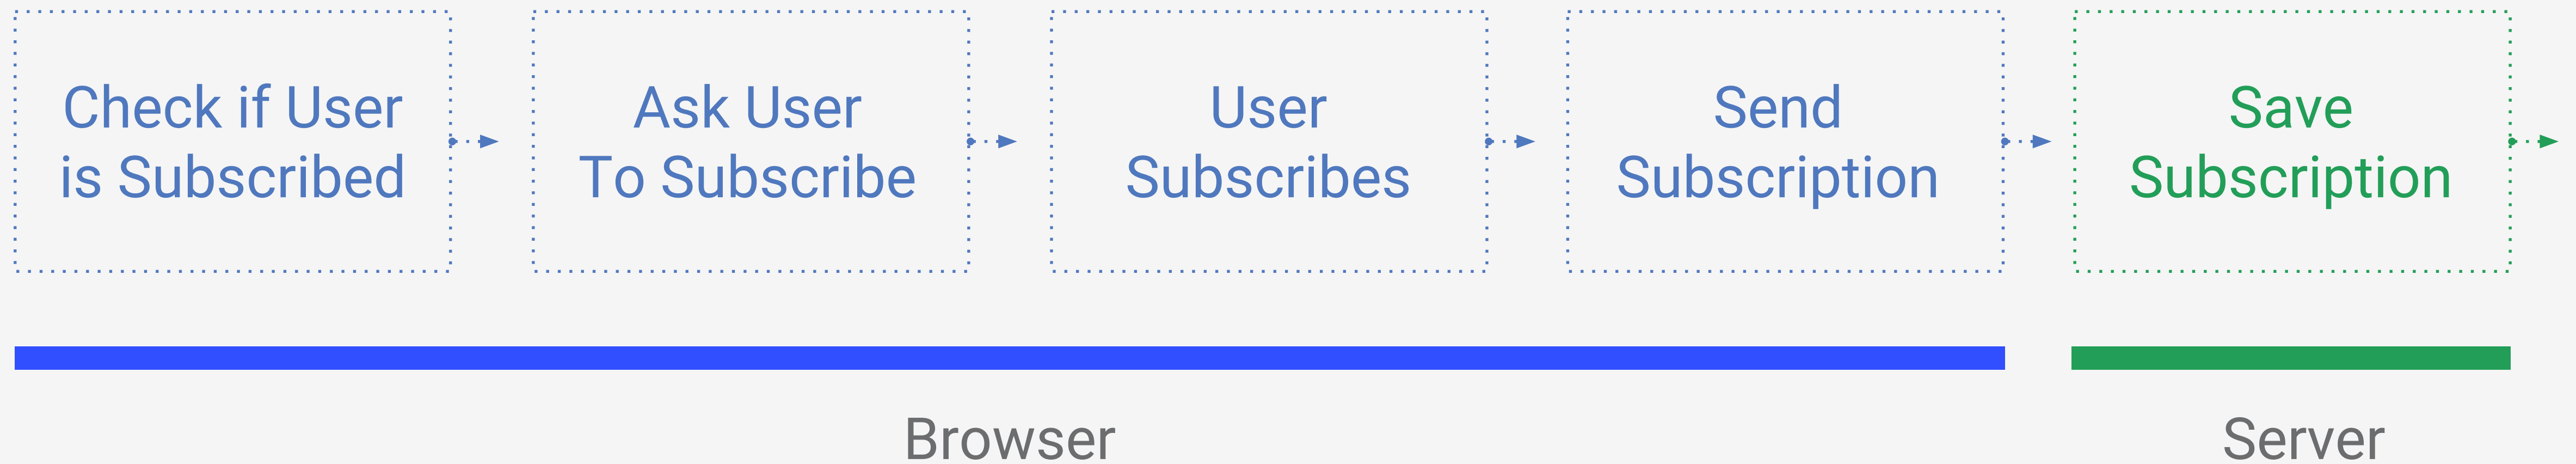 Check if User
is Subscribed
Ask User
To Subscribe
User
Subscribes
Send
Subscription
Save
Subscription
Browser
Server